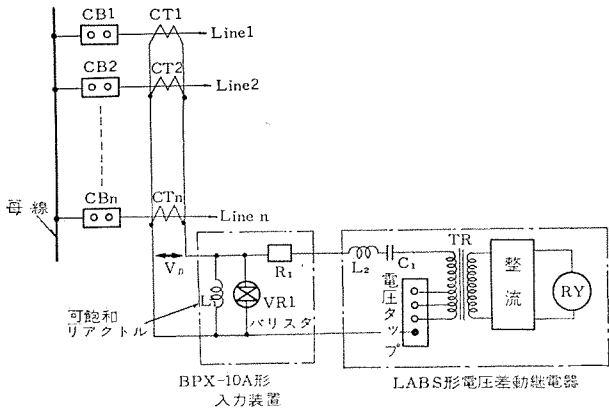 CB1
CT1
Line1
CB2
CT2
Line2
母線
CBn
CTn
Line n
Vn
R1
L2
C1
TR
整流
RY
L1
VR1
バリスタ
可飽和
リアクトル
電圧タップ
BPX-10A形
入力装置
LABS形電圧差動継電器